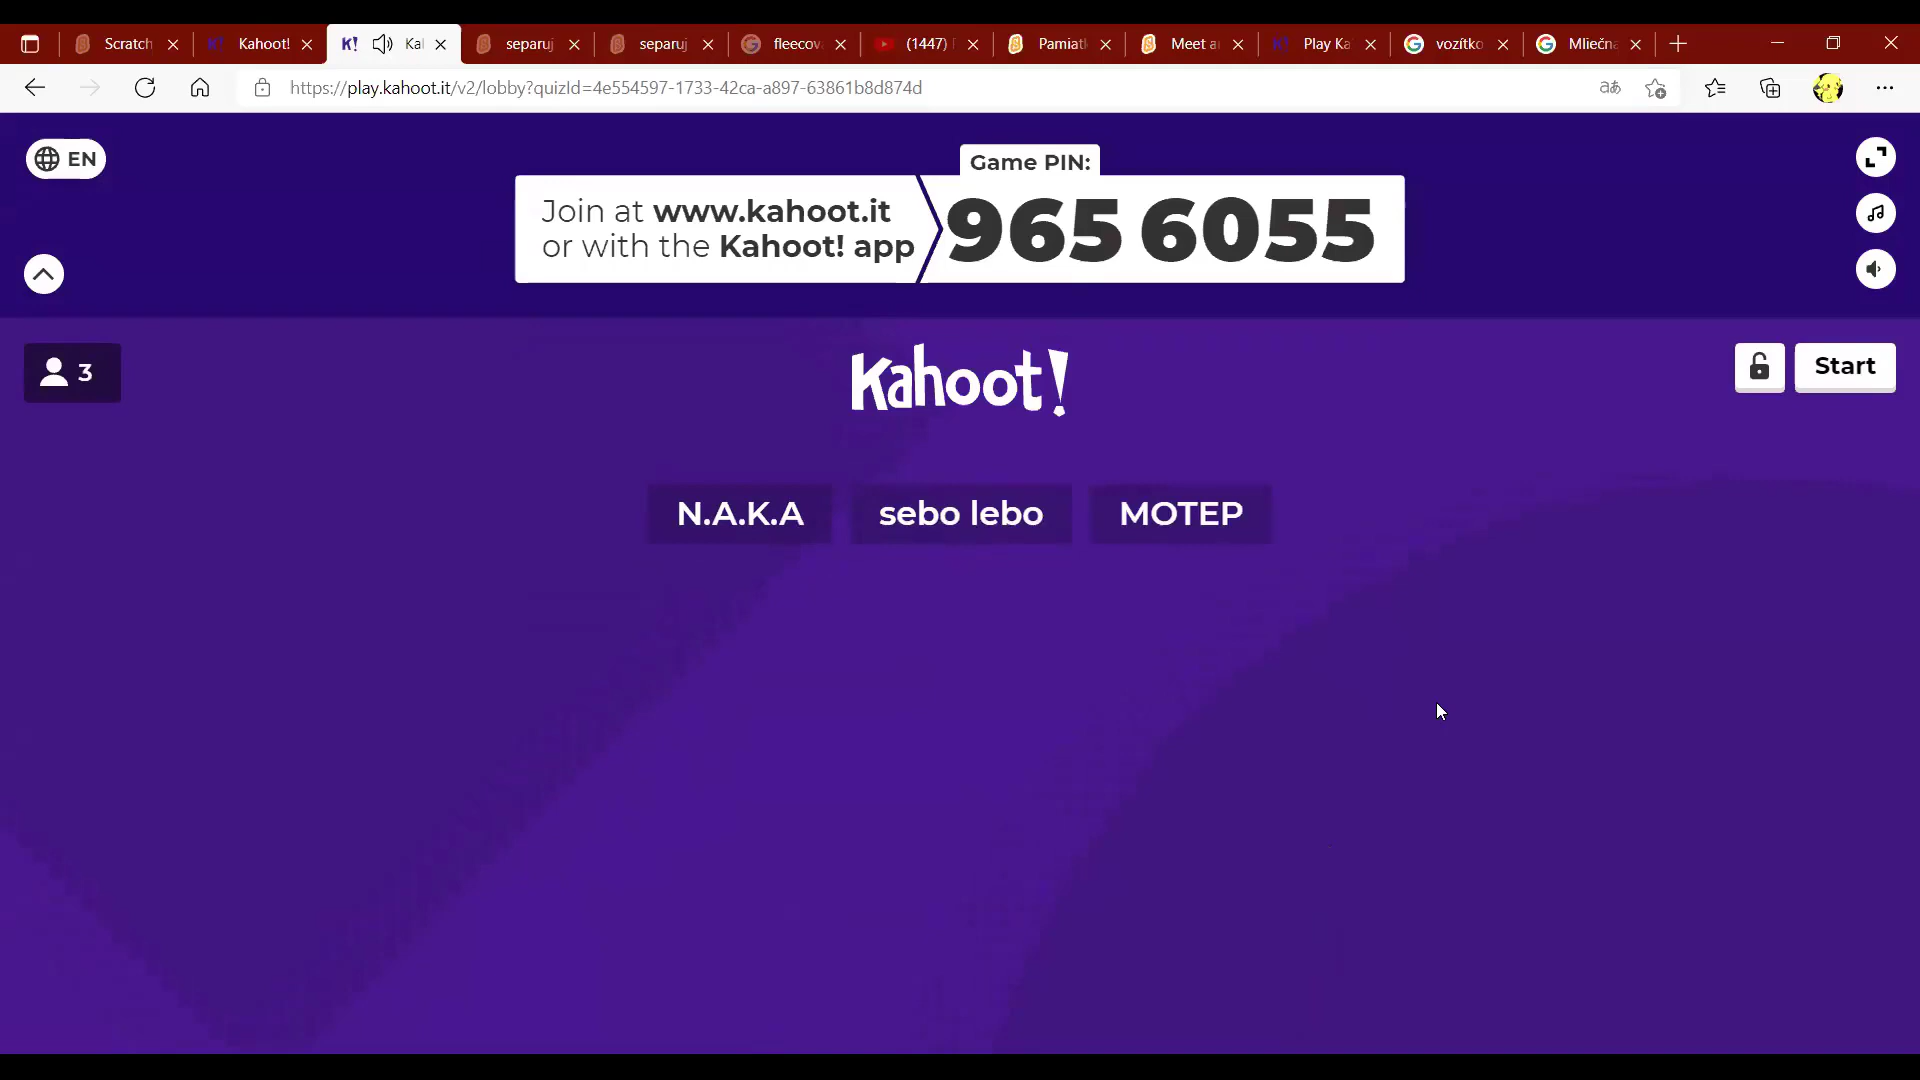 Scratch
Kahoot!
Kal
separuj
separuj
fleecov
(1447)
Pamiat
Meet a
Play Ka
vozítko
Mliečna
https://play.kahoot.it/v2/lobby?quizId=4e554597-1733-42ca-a897-63861b8d874d
EN
Game PIN:
Join at www.kahoot.it
or with the Kahoot! app
965 6055
3
Kahoot!
Start
N.A.K.A
sebo lebo
MOTEP